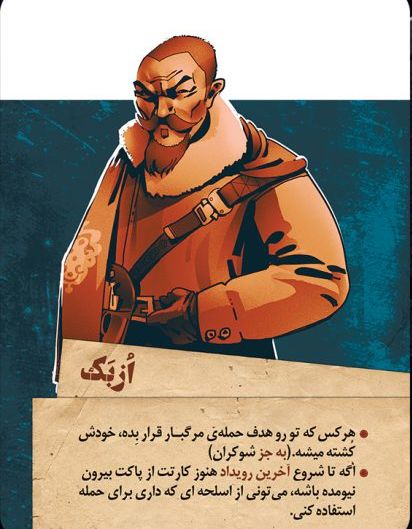 اُزبَک
هرکس که تو رو هدف حمله‌ی مرگبار قرار بِده، خودش
کُشته میشه.(به جز شوکران)
اگه تا شروع آخرین رویداد هنوز کارتت از پاکت بیرون
نیومده باشه، می‌تونی از اسلحه ای که داری برای حمله
استفاده کنی.